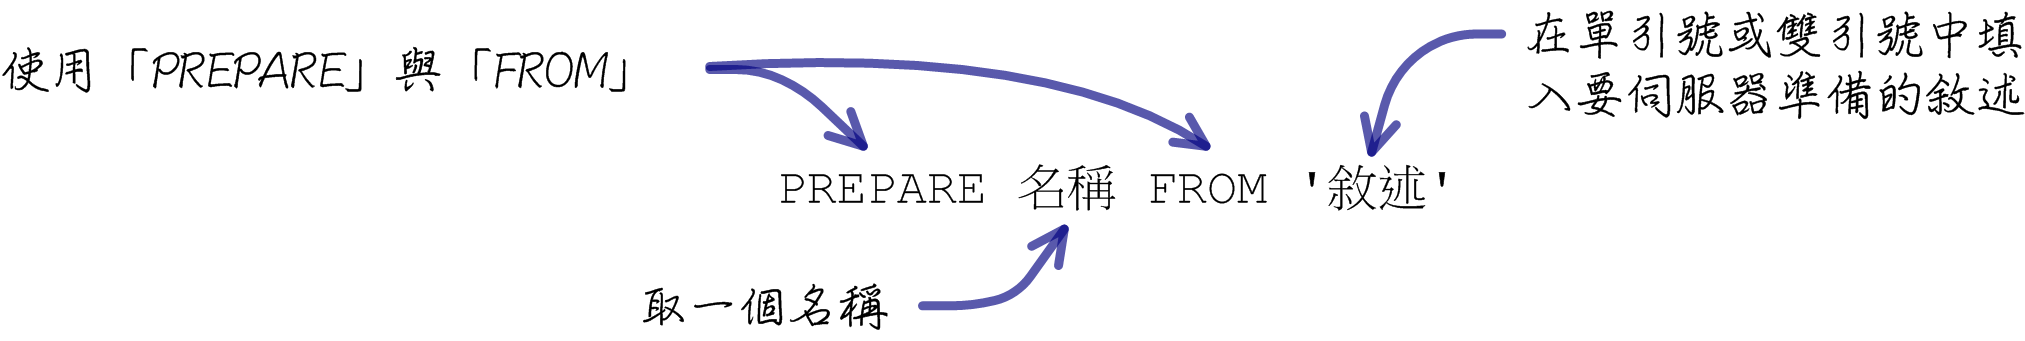 使用「PREPARE」與「FROM」
在單引號或雙引號中填
入要伺服器準備的敘述
PREPARE 名稱 FROM '敘述'
取一個名稱